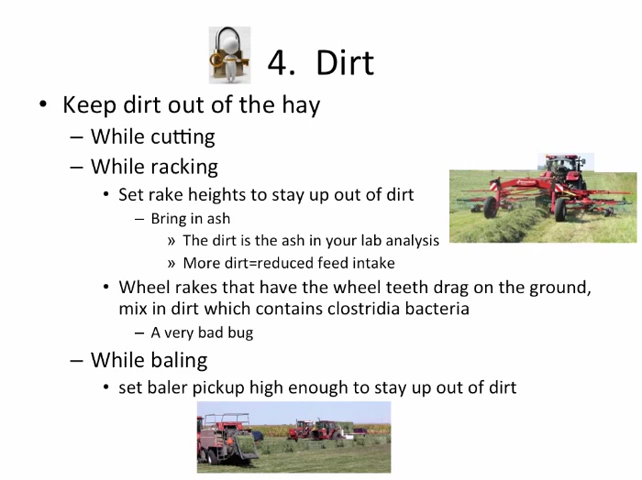 4. Dirt
• Keep dirt out of the hay
– While cutting
– While racking
• Set rake heights to stay up out of dirt
– Bring in ash
» The dirt is the ash in your lab analysis
» More dirt=reduced feed intake
• Wheel rakes that have the wheel teeth drag on the ground,
mix in dirt which contains clostridia bacteria
– A very bad bug
– While baling
• set baler pickup high enough to stay up out of dirt